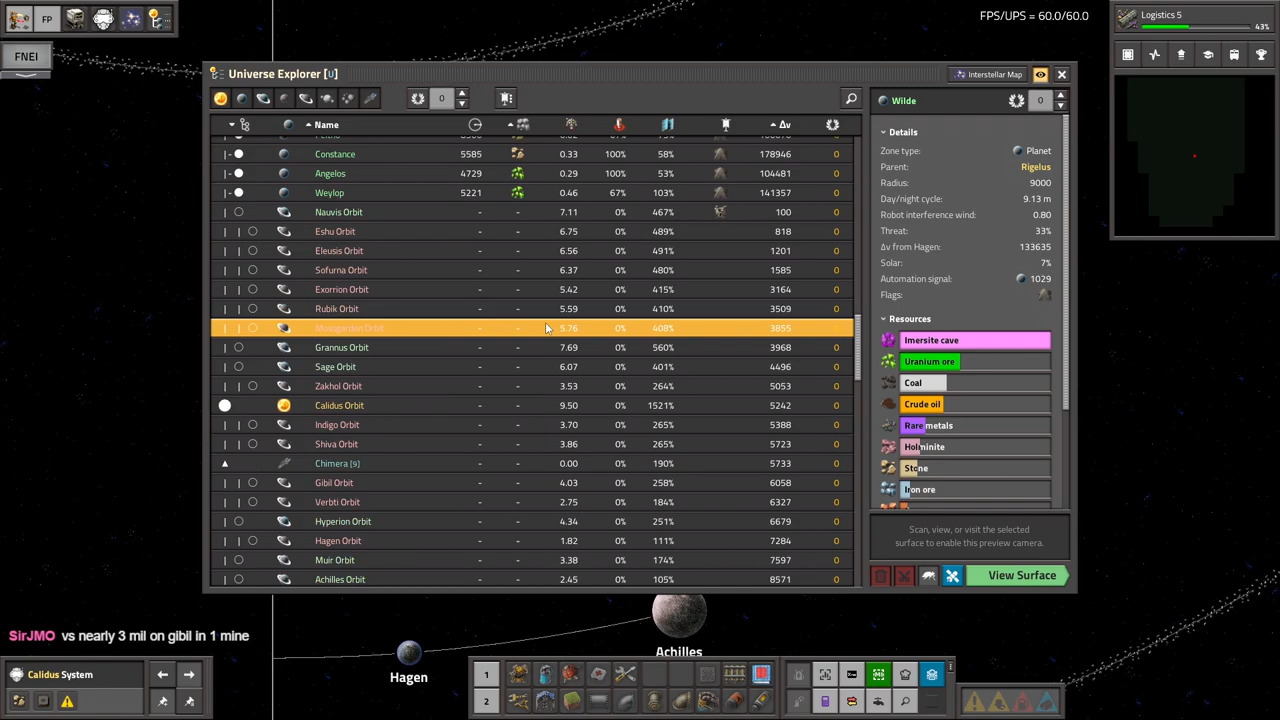 FP
FNEI
FPS/UPS = 60.0/60.0
Logistics 5
43%
Universe Explorer [U]
Interstellar Map
0
Name
Δv
Constance 5585 0.33 100% 58% 178946 0
Angelos 4729 0.29 100% 53% 104481 0
Weylop 5221 0.46 67% 103% 141357 0
Nauvis Orbit - - 7.11 0% 467% 100 0
Eshu Orbit - - 6.75 0% 489% 818 0
Eleusis Orbit - - 6.56 0% 491% 1201 0
Sofurna Orbit - - 6.37 0% 480% 1585 0
Exorrion Orbit - - 5.42 0% 415% 3164 0
Rubik Orbit - - 5.59 0% 410% 3509 0
Orbit - - 5.76 0% 408% 3855
Grannus Orbit - - 7.69 0% 560% 3968 0
Sage Orbit - - 6.07 0% 401% 4496 0
Zakhol Orbit - - 3.53 0% 264% 5053 0
Calidus Orbit - - 9.50 0% 1521% 5242 0
Indigo Orbit - - 3.70 0% 265% 5388 0
Shiva Orbit - - 3.86 0% 265% 5723 0
Chimera [9] - - 0.00 0% 190% 5733 0
Gibil Orbit - - 4.03 0% 258% 6058 0
Verbti Orbit - - 2.75 0% 184% 6327 0
Hyperion Orbit - - 4.34 0% 251% 6679 0
Hagen Orbit - - 1.82 0% 111% 7284 0
Muir Orbit - - 3.38 0% 174% 7597 0
Achilles Orbit - - 2.45 0% 105% 8571 0
Wilde 0
Details
Zone type: Planet
Parent: Rigelus
Radius: 9000
Day/night cycle: 9.13 m
Robot interference wind: 0.80
Threat: 33%
Δv from Hagen: 133635
Solar: 7%
Automation signal: 1029
Flags:
Resources
Imersite cave
Uranium ore
Coal
Crude oil
Rare metals
Holminite
Stone
Iron ore
Scan, view, or visit the selected
surface to enable this preview camera.
View Surface
SirJMO vs nearly 3 mil on gibil in 1 mine
Hagen
Achilles
Calidus System
1
2